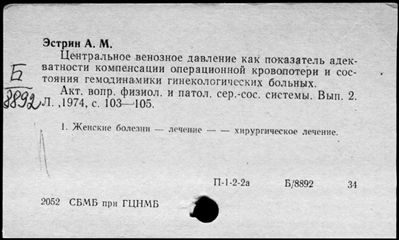 Эстрин А. М.
Центральное венозное давление как показатель адек-
ватности компенсации операционной кровопотери и сос-
тояния гемодинамики гинекологических больных.
Б
8892
Акт. вопр. физиол. и патол. сер.-сос. системы. Вып. 2.
Л. ,1974, с. 103—105.
1. Женские болезни — лечение — — хирургическое лечение.
П-1-2-2а Б/8892 34
2052 СБМБ при ГЦНМБ